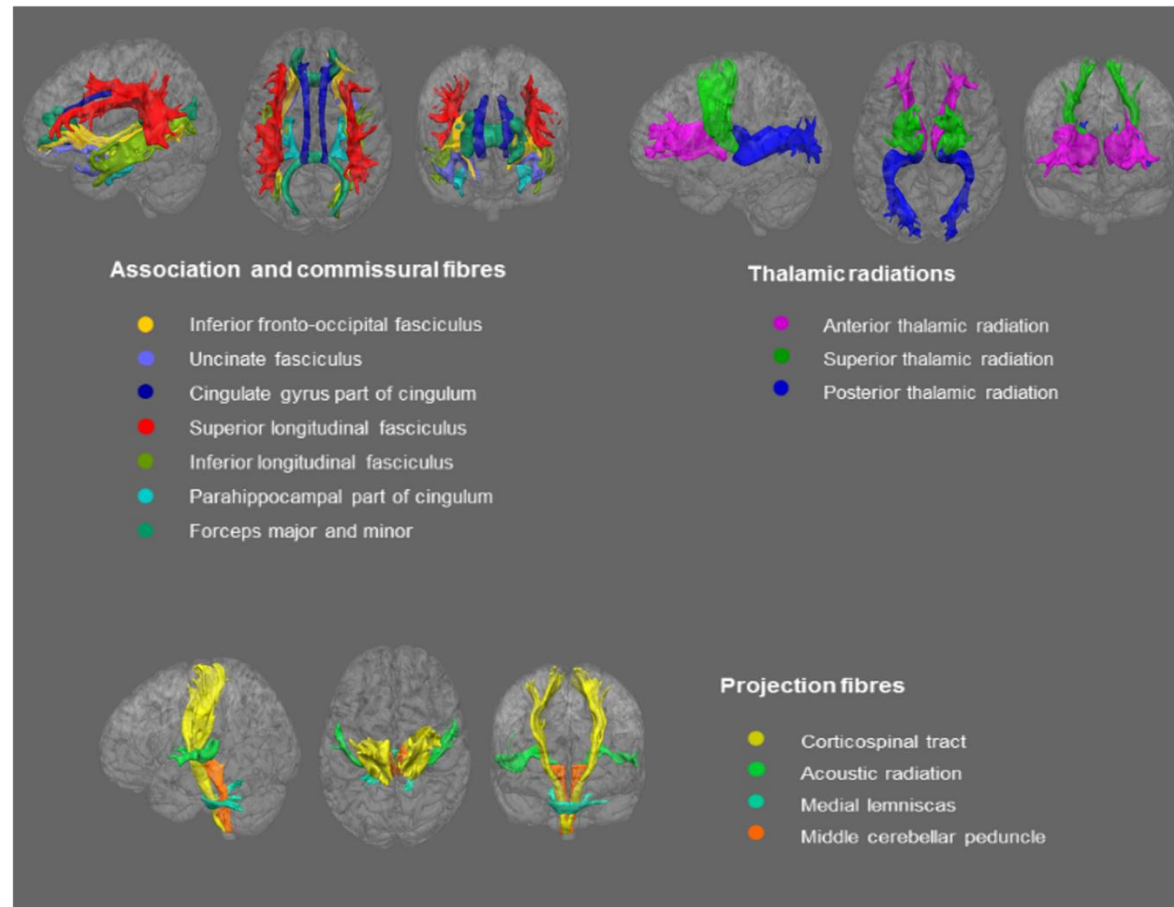 Association and commissural fibres
Inferior fronto-occipital fasciculus
Uncinate fasciculus
Cingulate gyrus part of cingulum
Superior longitudinal fasciculus
Inferior longitudinal fasciculus
Parahippocampal part of cingulum
Forceps major and minor
Thalamic radiations
Anterior thalamic radiation
Superior thalamic radiation
Posterior thalamic radiation
Projection fibres
Corticospinal tract
Acoustic radiation
Medial lemniscas
Middle cerebellar peduncle